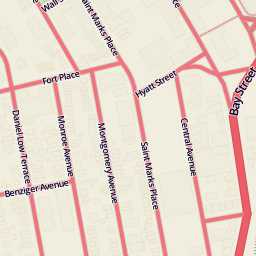 Wall S
Saint Marks Place
Fort Place
Hyatt Street
Bay Street
Daniel Low Terrace
Monroe Avenue
Montgomery Avenue
Saint Marks Place
Central Avenue
Benziger Avenue